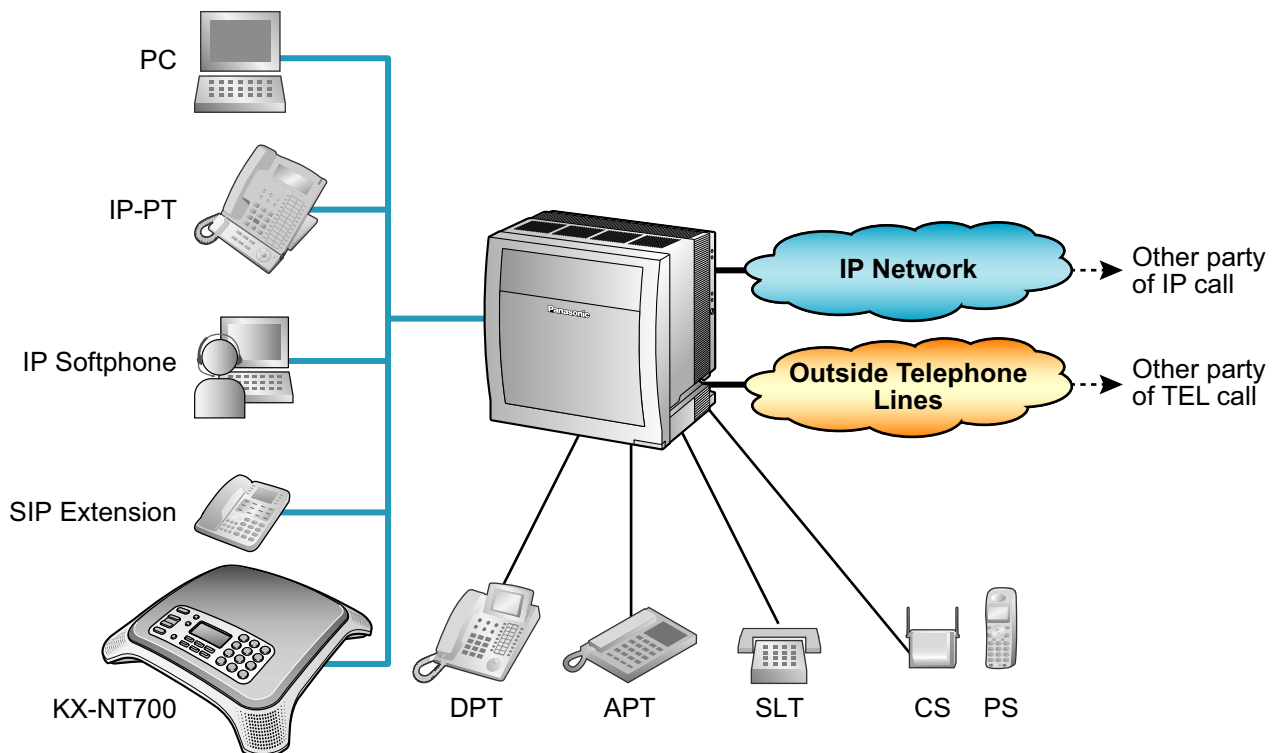 PC
IP-PT
IP Softphone
SIP Extension
KX-NT700
Panasonic
IP Network
Other party
of IP call
Outside Telephone
Lines
Other party
of TEL call
DPT
APT
SLT
CS
PS